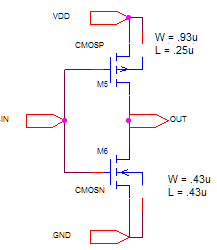 VDD
W = .93u
CMOSP
L = .25u
M5
IN
OUT
M6
W = .43u
CMOSN
L = .43u
GND